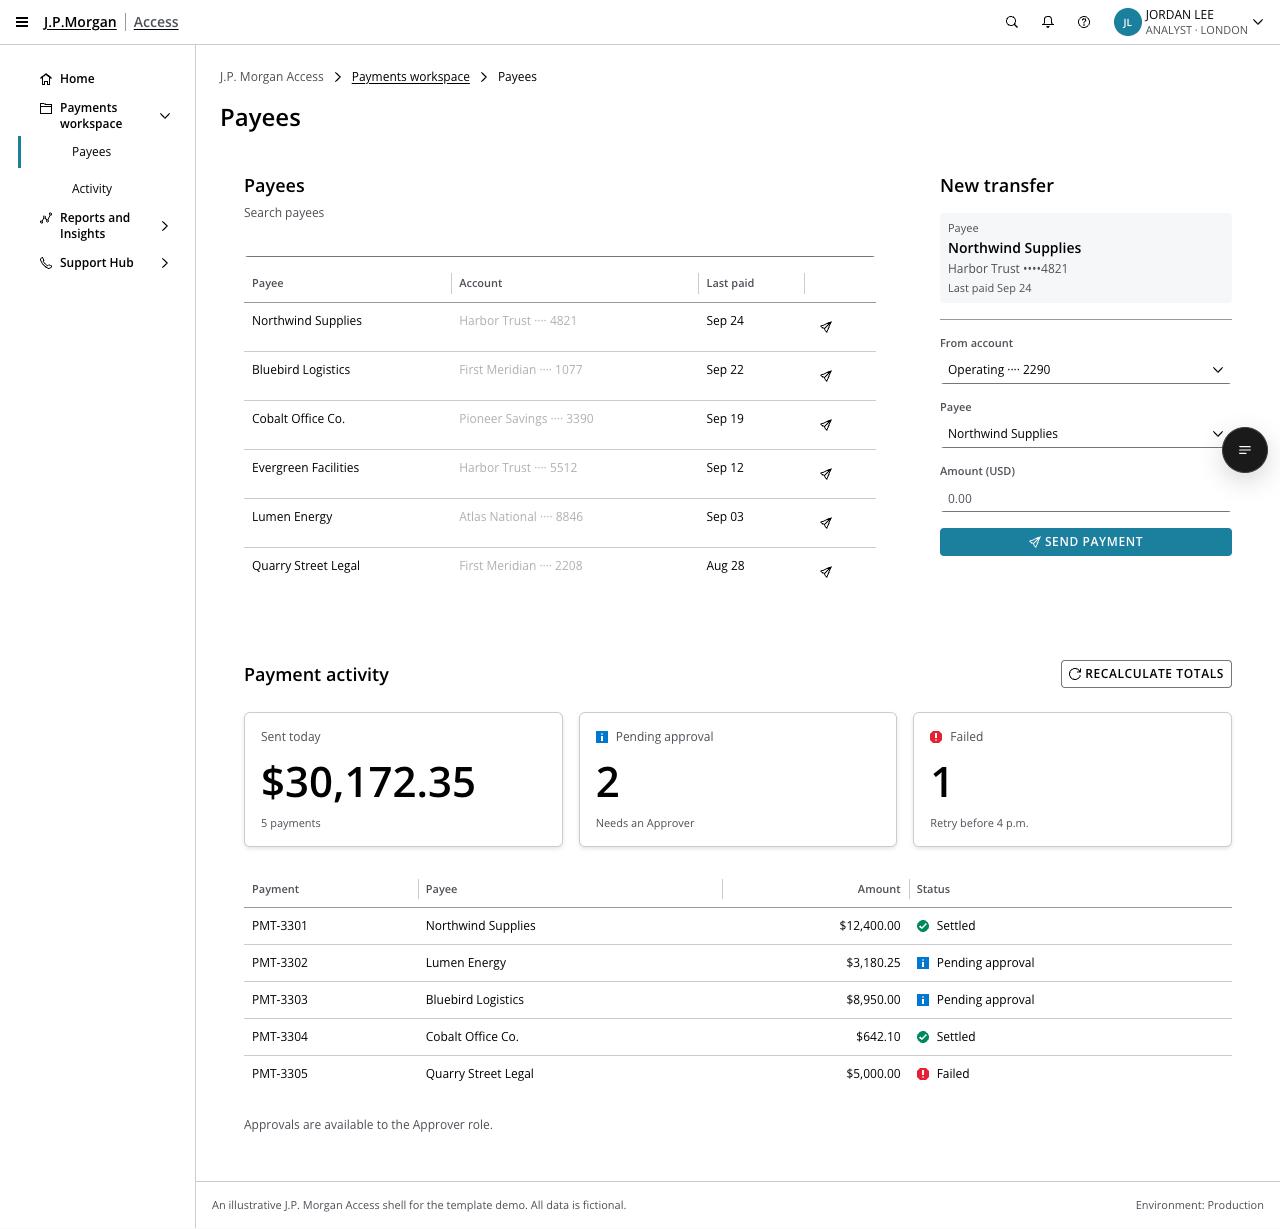 J.P.Morgan Access
JL
JORDAN LEE
ANALYST · LONDON
Home
Payments
workspace
Payees
Activity
Reports and
Insights
Support Hub
J.P. Morgan Access Payments workspace Payees
Payees
Payees
Search payees
Payee Account Last paid
Northwind Supplies Harbor Trust ···· 4821 Sep 24
Bluebird Logistics First Meridian ···· 1077 Sep 22
Cobalt Office Co. Pioneer Savings ···· 3390 Sep 19
Evergreen Facilities Harbor Trust ···· 5512 Sep 12
Lumen Energy Atlas National ···· 8846 Sep 03
Quarry Street Legal First Meridian ···· 2208 Aug 28
New transfer
Payee
Northwind Supplies
Harbor Trust ••••4821
Last paid Sep 24
From account
Operating ···· 2290
Payee
Northwind Supplies
Amount (USD)
0.00
SEND PAYMENT
Payment activity
RECALCULATE TOTALS
Sent today
$30,172.35
5 payments
Pending approval
2
Needs an Approver
Failed
1
Retry before 4 p.m.
Payment Payee Amount Status
PMT-3301 Northwind Supplies $12,400.00 Settled
PMT-3302 Lumen Energy $3,180.25 Pending approval
PMT-3303 Bluebird Logistics $8,950.00 Pending approval
PMT-3304 Cobalt Office Co. $642.10 Settled
PMT-3305 Quarry Street Legal $5,000.00 Failed
Approvals are available to the Approver role.
An illustrative J.P. Morgan Access shell for the template demo. All data is fictional.
Environment: Production